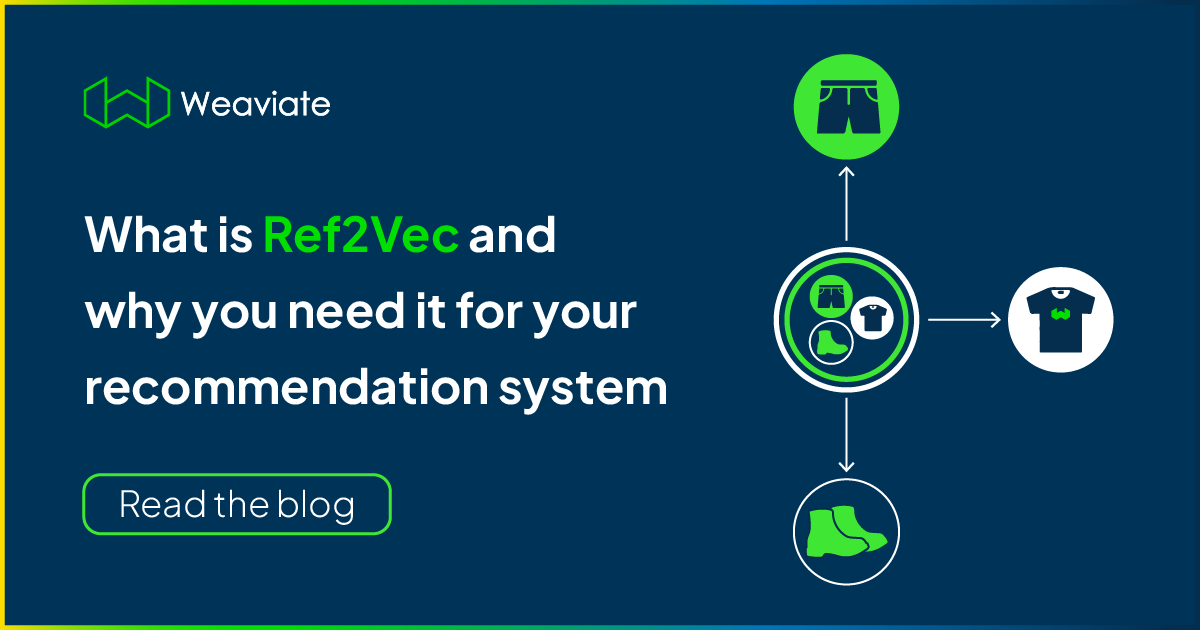 Weaviate
What is Ref2Vec and
why you need it for your
recommendation system
Read the blog